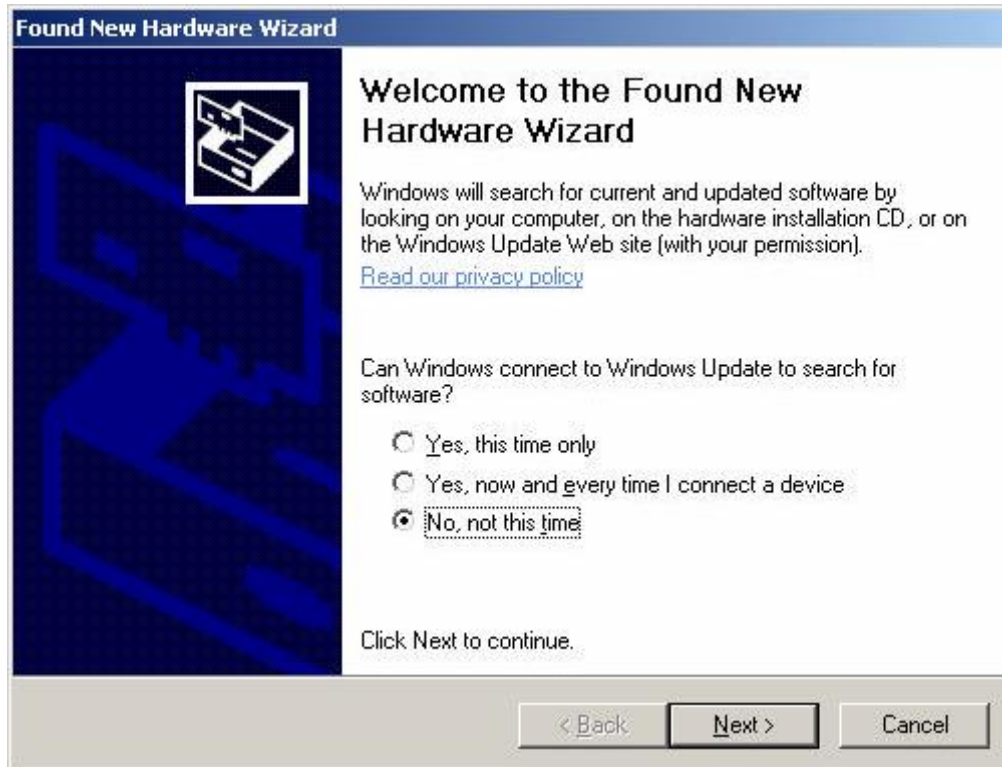 Found New Hardware Wizard
Welcome to the Found New
Hardware Wizard
Windows will search for current and updated software by
looking on your computer, on the hardware installation CD, or on
the Windows Update Web site (with your permission).
Read our privacy policy
Can Windows connect to Windows Update to search for
software?
Yes, this time only
Yes, now and every time I connect a device
No, not this time
Click Next to continue.
< Back
Next >
Cancel